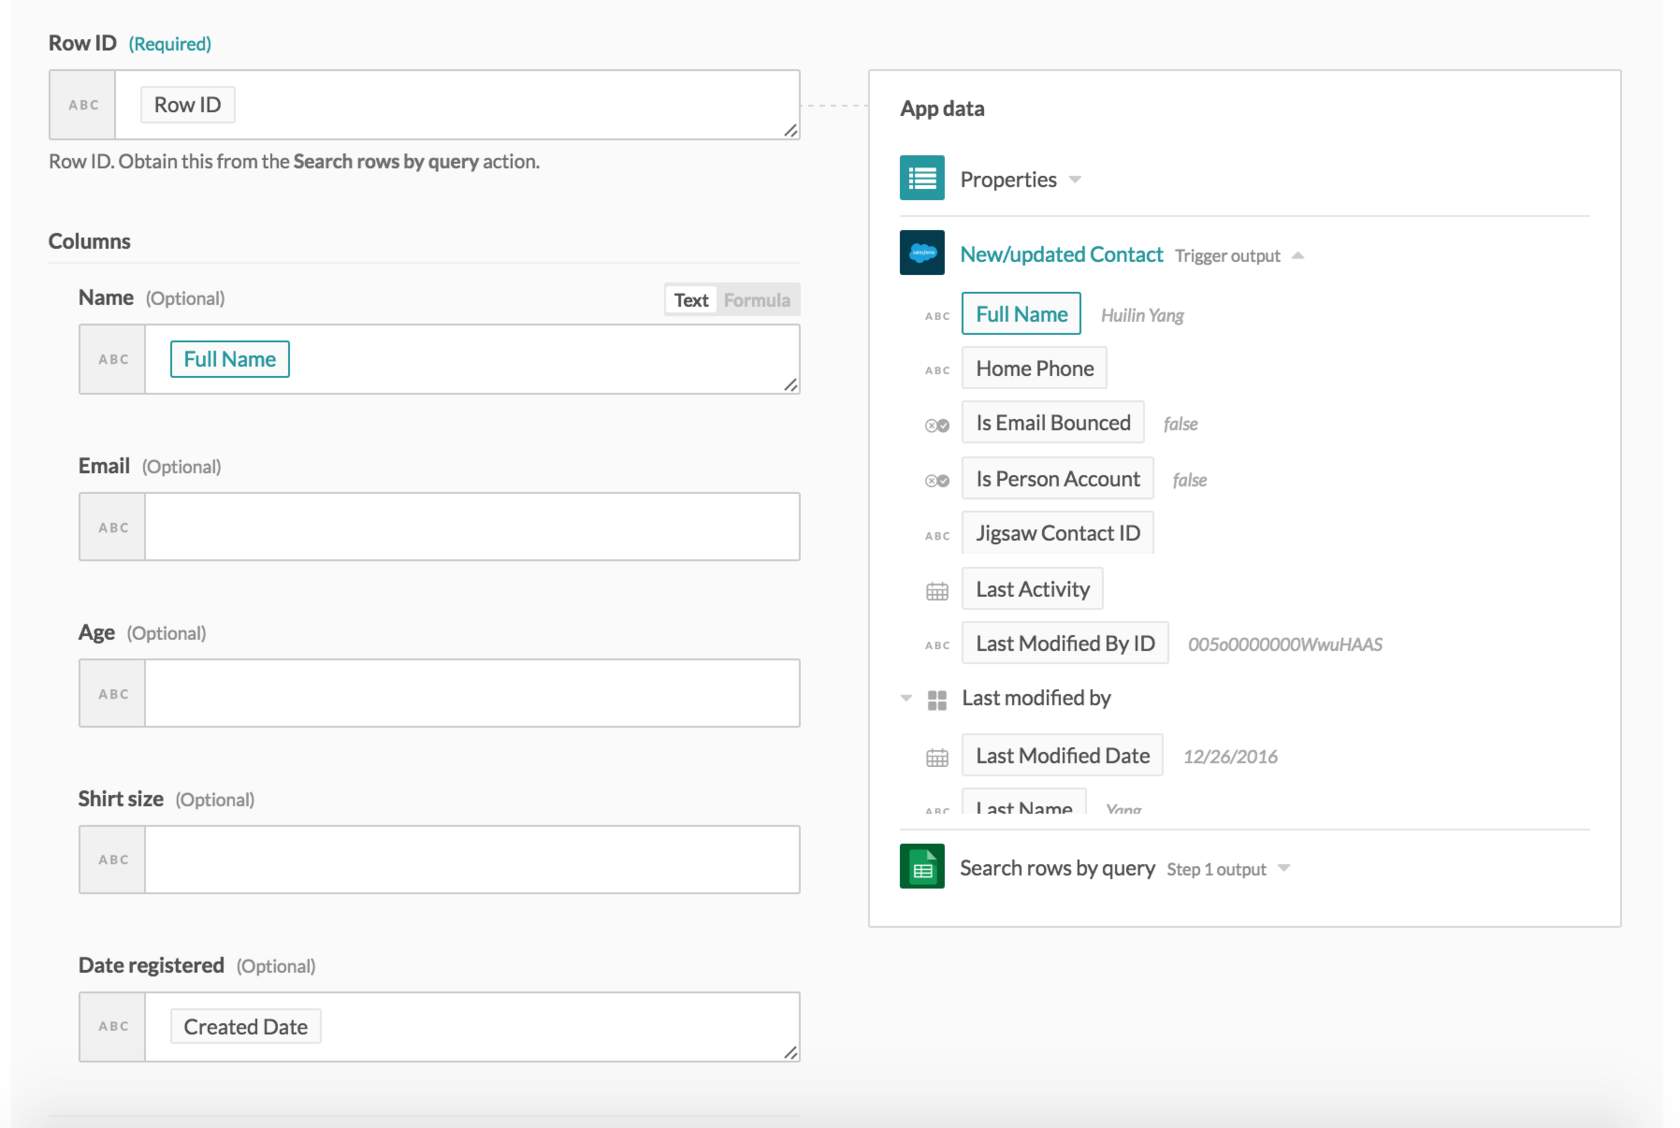 Row ID (Required)
ABC Row ID
Row ID. Obtain this from the Search rows by query action.
Columns
Name (Optional) Text Formula
ABC Full Name
Email (Optional)
ABC
Age (Optional)
ABC
Shirt size (Optional)
ABC
Date registered (Optional)
ABC Created Date
App data
Properties
salesforce
New/updated Contact Trigger output
ABC Full Name Huilin Yang
ABC Home Phone
Is Email Bounced false
Is Person Account false
ABC Jigsaw Contact ID
Last Activity
ABC Last Modified By ID 005o0000000WwuHAAS
Last modified by
Last Modified Date 12/26/2016
ABC Last Name Yang
Search rows by query Step 1 output